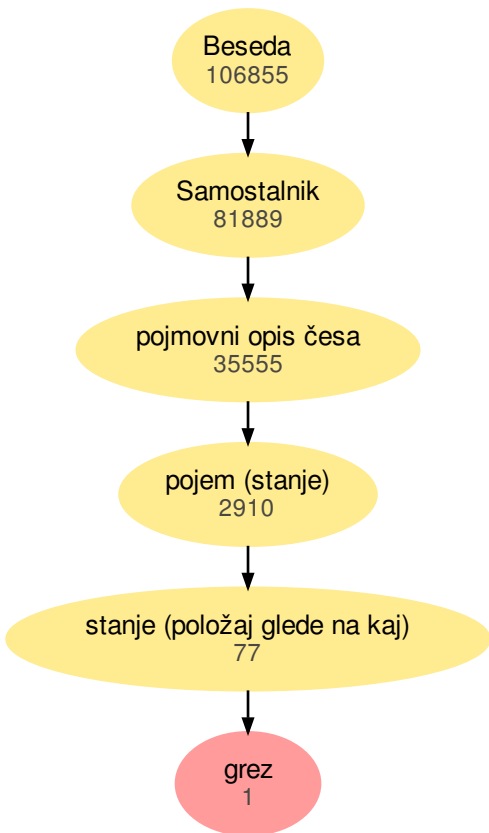 Beseda
106855
Samostalnik
81889
pojmovni opis česa
35555
pojem (stanje)
2910
stanje (položaj glede na kaj)
77
grez
1